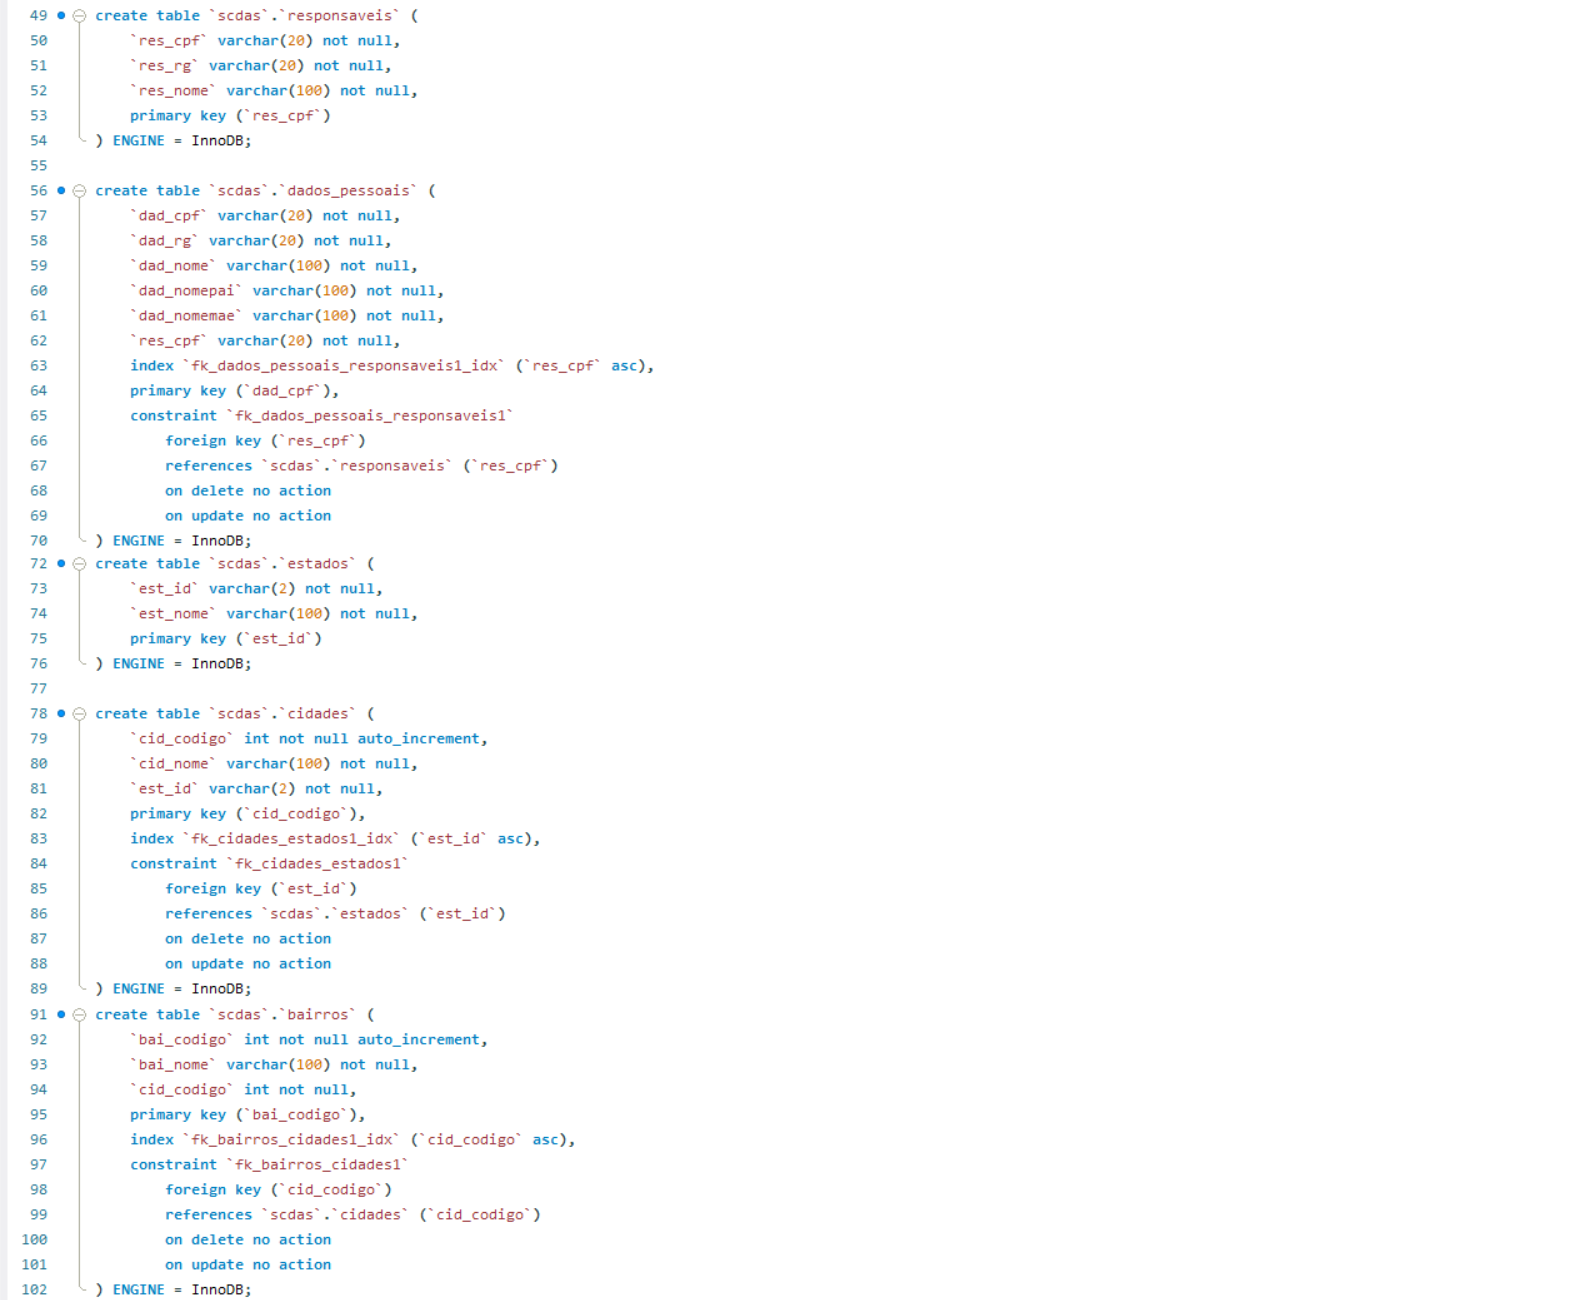 49 create table `scdas`.`responsaveis` (
50 `res_cpf` varchar(20) not null,
51 `res_rg` varchar(20) not null,
52 `res_nome` varchar(100) not null,
53 primary key (`res_cpf`)
54 ) ENGINE = InnoDB;
55
56 create table `scdas`.`dados_pessoais` (
57 `dad_cpf` varchar(20) not null,
58 `dad_rg` varchar(20) not null,
59 `dad_nome` varchar(100) not null,
60 `dad_nomepai` varchar(100) not null,
61 `dad_nomemae` varchar(100) not null,
62 `res_cpf` varchar(20) not null,
63 index `fk_dados_pessoais_responsaveis1_idx` (`res_cpf` asc),
64 primary key (`dad_cpf`),
65 constraint `fk_dados_pessoais_responsaveis1`
66 foreign key (`res_cpf`)
67 references `scdas`.`responsaveis` (`res_cpf`)
68 on delete no action
69 on update no action
70 ) ENGINE = InnoDB;
72 create table `scdas`.`estados` (
73 `est_id` varchar(2) not null,
74 `est_nome` varchar(100) not null,
75 primary key (`est_id`)
76 ) ENGINE = InnoDB;
77
78 create table `scdas`.`cidades` (
79 `cid_codigo` int not null auto_increment,
80 `cid_nome` varchar(100) not null,
81 `est_id` varchar(2) not null,
82 primary key (`cid_codigo`),
83 index `fk_cidades_estados1_idx` (`est_id` asc),
84 constraint `fk_cidades_estados1`
85 foreign key (`est_id`)
86 references `scdas`.`estados` (`est_id`)
87 on delete no action
88 on update no action
89 ) ENGINE = InnoDB;
91 create table `scdas`.`bairros` (
92 `bai_codigo` int not null auto_increment,
93 `bai_nome` varchar(100) not null,
94 `cid_codigo` int not null,
95 primary key (`bai_codigo`),
96 index `fk_bairros_cidades1_idx` (`cid_codigo` asc),
97 constraint `fk_bairros_cidades1`
98 foreign key (`cid_codigo`)
99 references `scdas`.`cidades` (`cid_codigo`)
100 on delete no action
101 on update no action
102 ) ENGINE = InnoDB;